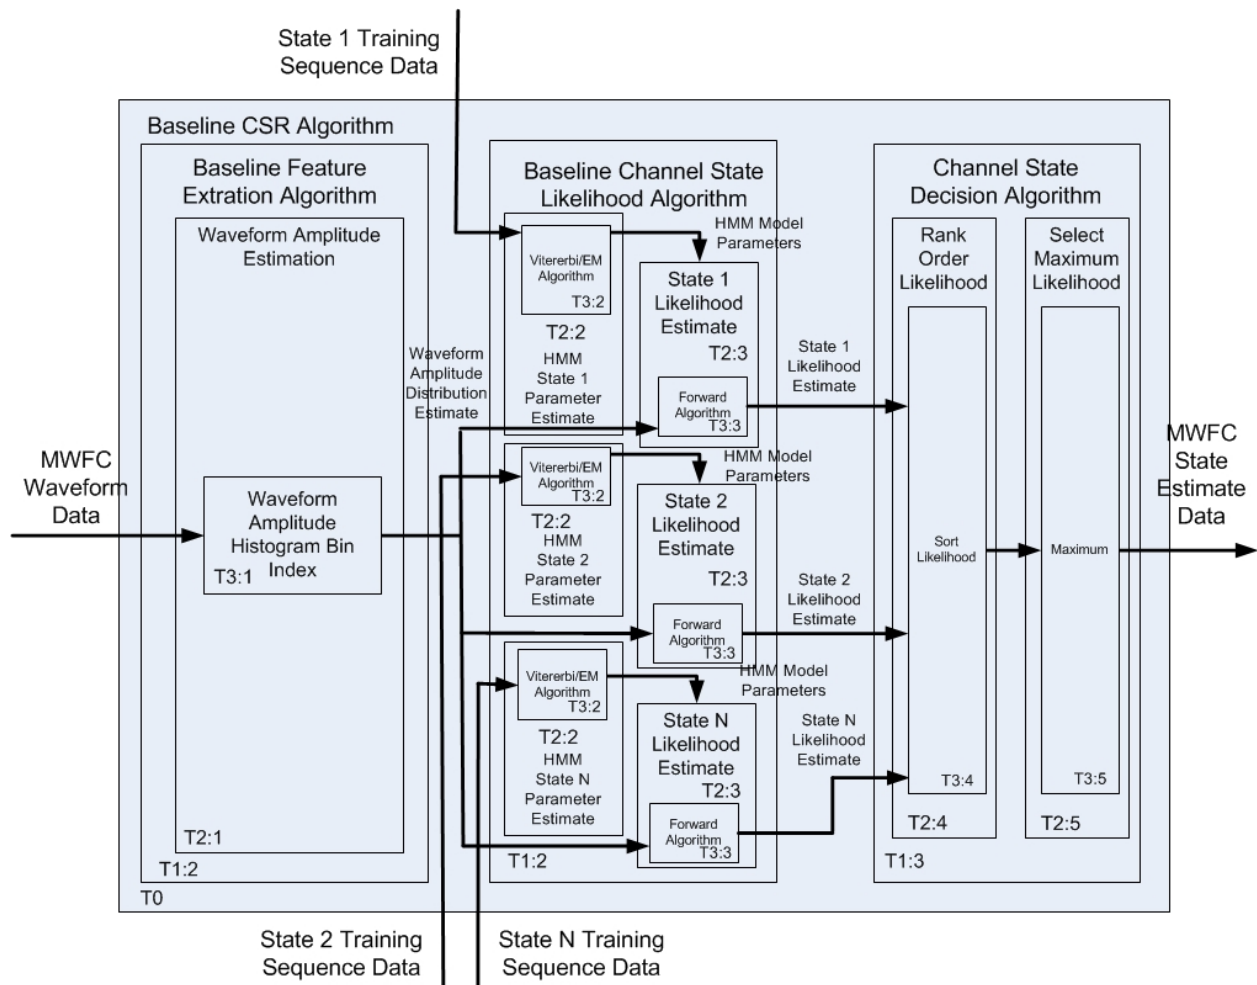 State 1 Training
Sequence Data
Baseline CSR Algorithm
Baseline Feature
Extration Algorithm
Waveform Amplitude
Estimation
MWFC
Waveform
Data
Waveform
Amplitude
Histogram Bin
Index
T3:1
T2:1
T1:2
T0
Waveform
Amplitude
Distribution
Estimate
Baseline Channel State
Likelihood Algorithm
Vitererbi/EM
Algorithm
T3:2
T2:2
HMM
State 1
Parameter
Estimate
HMM Model
Parameters
State 1
Likelihood
Estimate
T2:3
Forward
Algorithm
T3:3
Vitererbi/EM
Algorithm
T3:2
T2:2
HMM
State 2
Parameter
Estimate
HMM Model
Parameters
State 2
Likelihood
Estimate
T2:3
Forward
Algorithm
T3:3
Vitererbi/EM
Algorithm
T3:2
T2:2
HMM
State N
Parameter
Estimate
HMM Model
Parameters
State N
Likelihood
Estimate
T2:3
Forward
Algorithm
T3:3
T1:2
State 1
Likelihood
Estimate
State 2
Likelihood
Estimate
State N
Likelihood
Estimate
Channel State
Decision Algorithm
Rank
Order
Likelihood
Sort
Likelihood
T3:4
T2:4
Select
Maximum
Likelihood
Maximum
T3:5
T2:5
T1:3
MWFC
State
Estimate
Data
State 2 Training
Sequence Data
State N Training
Sequence Data